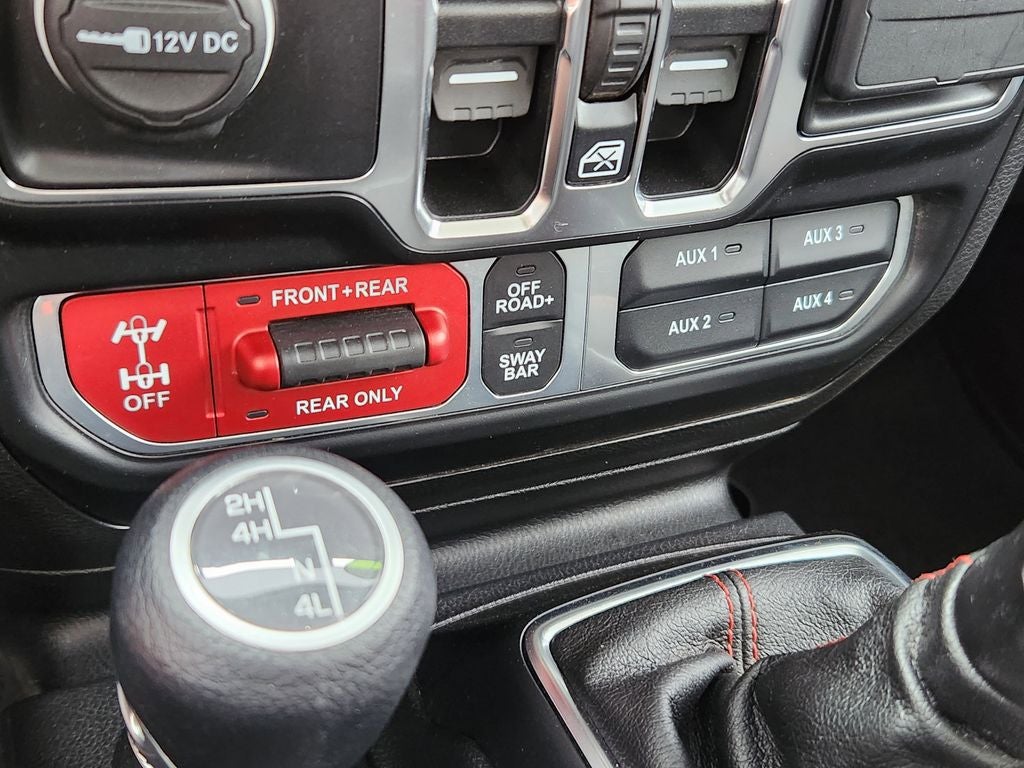 12V DC
FRONT+REAR
OFF
REAR ONLY
OFF
ROAD+
SWAY
BAR
AUX 1
AUX 2
AUX 3
AUX 4
2H
4H
N
4L